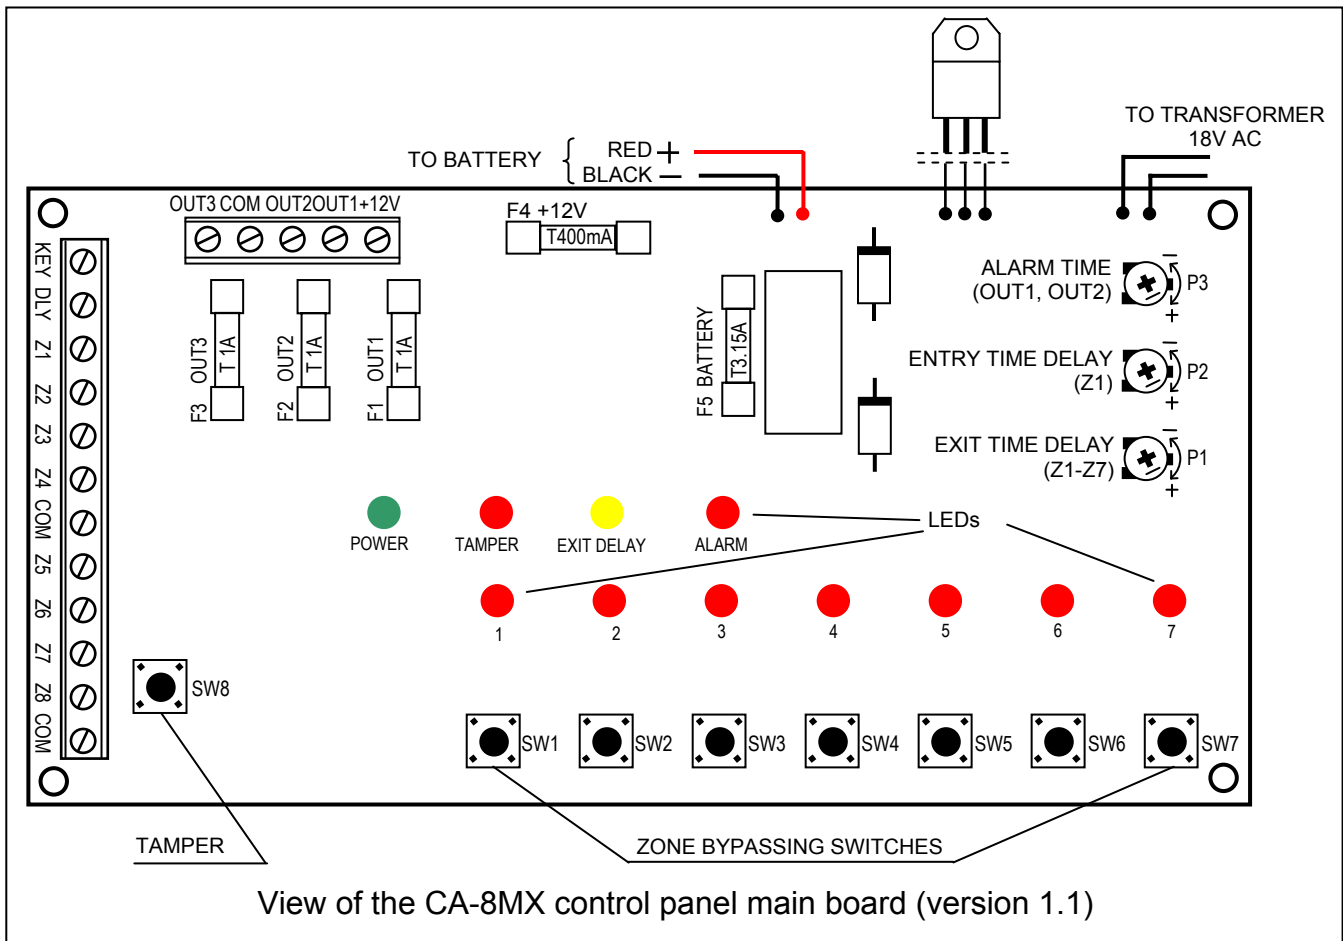 TO TRANSFORMER
18V AC
TO BATTERY { RED +
BLACK –
OUT3 COM OUT2 OUT1 +12V
F4 +12V
T400mA
KEY DLY Z1 Z2 Z3 Z4 COM Z5 Z6 Z7 Z8 COM
F3 OUT3
T 1A
F2 OUT2
T 1A
F1 OUT1
T 1A
F5 BATTERY
T3.15A
ALARM TIME
(OUT1, OUT2)
– P3 +
ENTRY TIME DELAY
(Z1)
– P2 +
EXIT TIME DELAY
(Z1-Z7)
– P1 +
LEDs
POWER TAMPER EXIT DELAY ALARM
1 2 3 4 5 6 7
SW8
SW1 SW2 SW3 SW4 SW5 SW6 SW7
TAMPER
ZONE BYPASSING SWITCHES
View of the CA-8MX control panel main board (version 1.1)